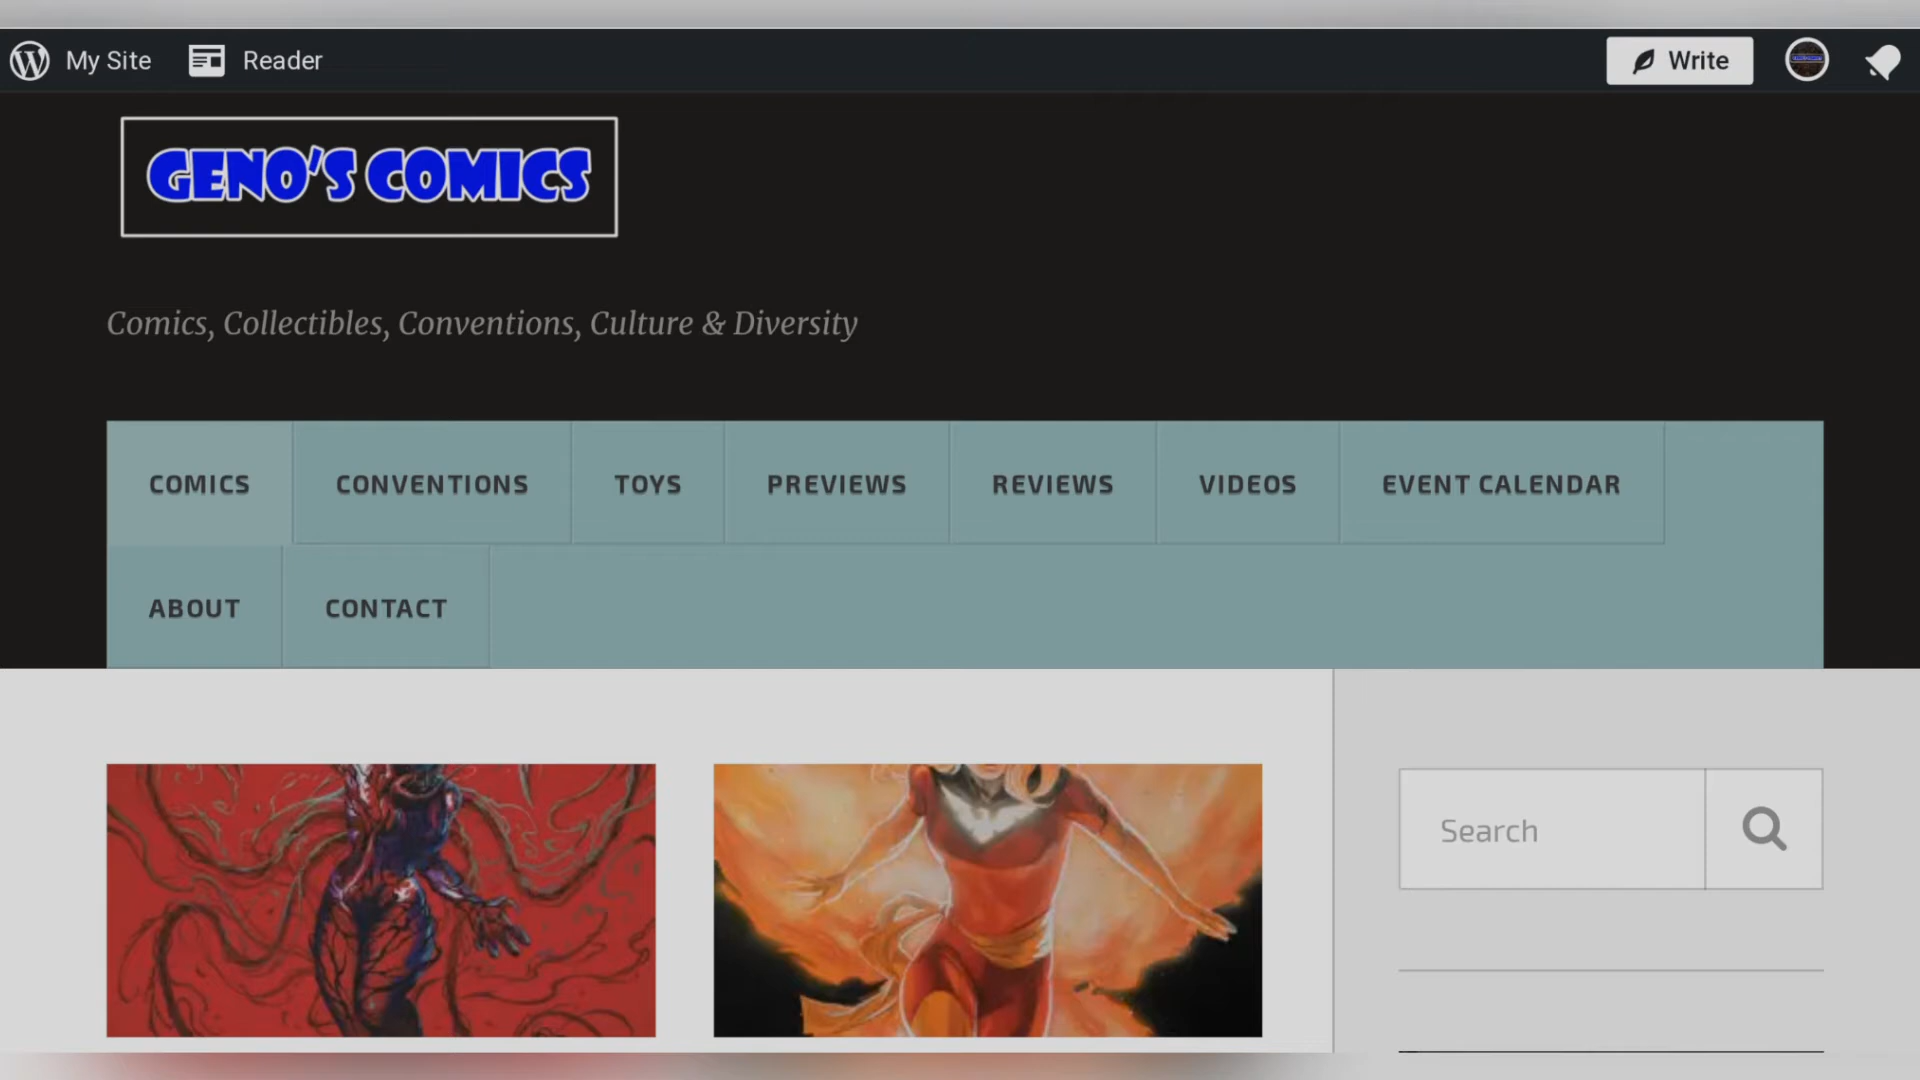 My Site Reader Write
GENO'S COMICS
Comics, Collectibles, Conventions, Culture & Diversity
COMICS CONVENTIONS TOYS PREVIEWS REVIEWS VIDEOS EVENT CALENDAR
ABOUT CONTACT
Search